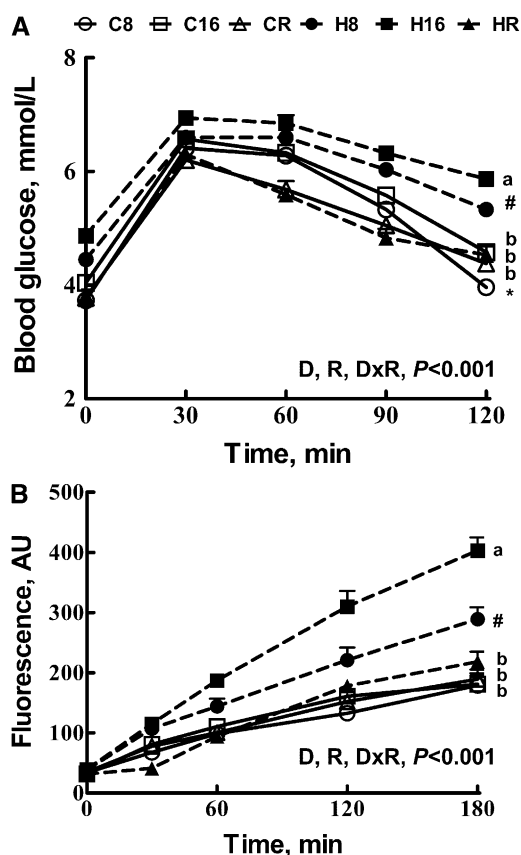 A
C8 C16 CR H8 H16 HR
8
6
4
2
Blood glucose, mmol/L
a
#
b
b
b
*
D, R, DxR, P<0.001
0 30 60 90 120
Time, min
B
500
400
300
200
100
0
Fluorescence, AU
a
#
b
b
b
D, R, DxR, P<0.001
0 60 120 180
Time, min